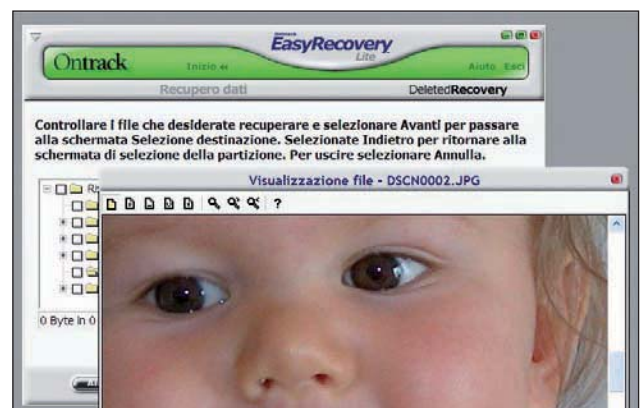 Ontrack
EasyRecovery
Lite
Inizio
Aiuto Esci
Recupero dati
DeletedRecovery
Controllare i file che desiderate recuperare e selezionare Avanti per passare
alla schermata Selezione destinazione. Selezionate Indietro per ritornare alla
schermata di selezione della partizione. Per uscire selezionare Annulla.
Visualizzazione file - DSCN0002.JPG
?
0 Byte in 0